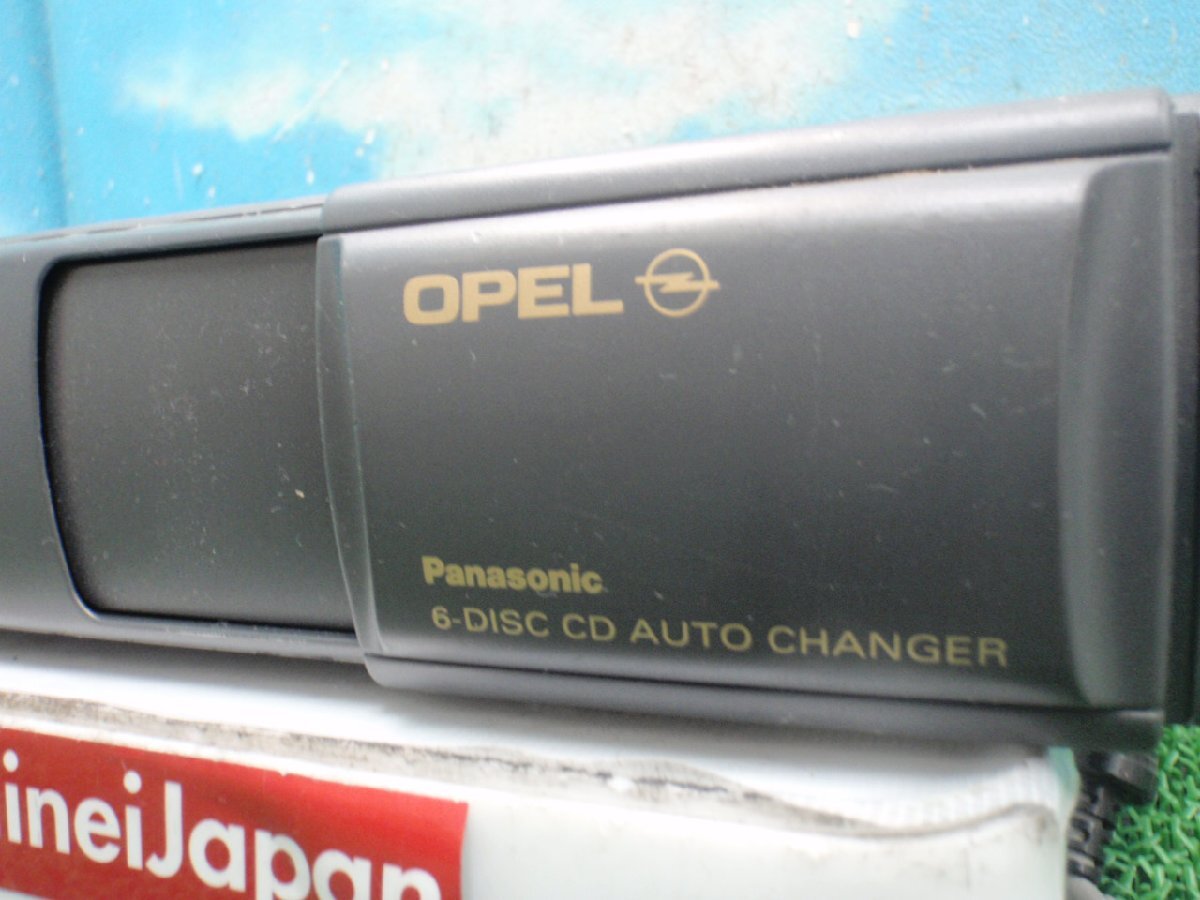 OPEL
Panasonic
6-DISC CD AUTO CHANGER
ineiJapan